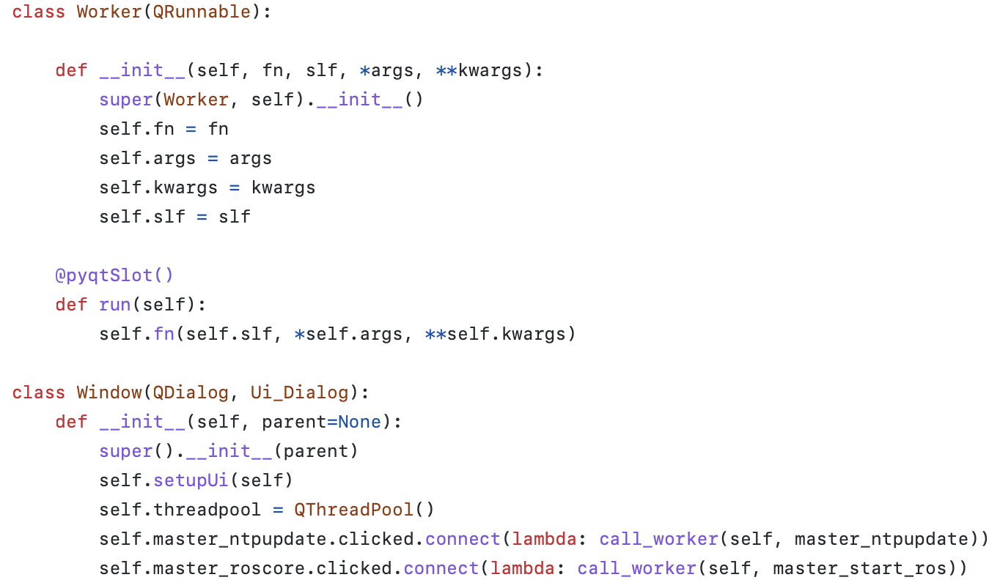 class Worker(QRunnable):
def __init__(self, fn, slf, *args, **kwargs):
super(Worker, self).__init__()
self.fn = fn
self.args = args
self.kwargs = kwargs
self.slf = slf
@pyqtSlot()
def run(self):
self.fn(self.slf, *self.args, **self.kwargs)
class Window(QDialog, Ui_Dialog):
def __init__(self, parent=None):
super().__init__(parent)
self.setupUi(self)
self.threadpool = QThreadPool()
self.master_ntpupdate.clicked.connect(lambda: call_worker(self, master_ntpupdate))
self.master_roscore.clicked.connect(lambda: call_worker(self, master_start_ros))